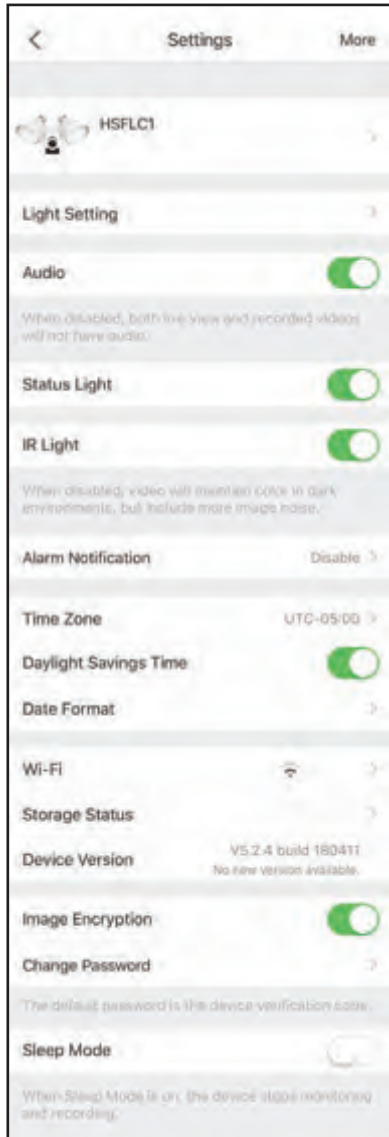 Settings
More
HSFLC1
Light Setting
Audio
When disabled, both live view and recorded videos
will not have audio.
Status Light
IR Light
When disabled, video will maintain color in dark
environments, but include more image noise.
Alarm Notification
Disable
Time Zone
UTC-05:00
Daylight Savings Time
Date Format
Wi-Fi
Storage Status
Device Version
V5.2.4 build 180411
No new version available.
Image Encryption
Change Password
The default password is the device verification code.
Sleep Mode
When Sleep Mode is on, the device stops monitoring
and recording.